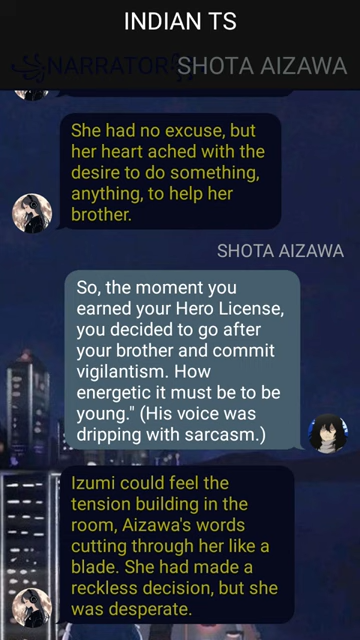 INDIAN TS
NARRATOR SHOTA AIZAWA
She had no excuse, but
her heart ached with the
desire to do something,
anything, to help her
brother.
SHOTA AIZAWA
So, the moment you
earned your Hero License,
you decided to go after
your brother and commit
vigilantism. How
energetic it must be to be
young." (His voice was
dripping with sarcasm.)
Izumi could feel the
tension building in the
room, Aizawa's words
cutting through her like a
blade. She had made a
reckless decision, but she
was desperate.